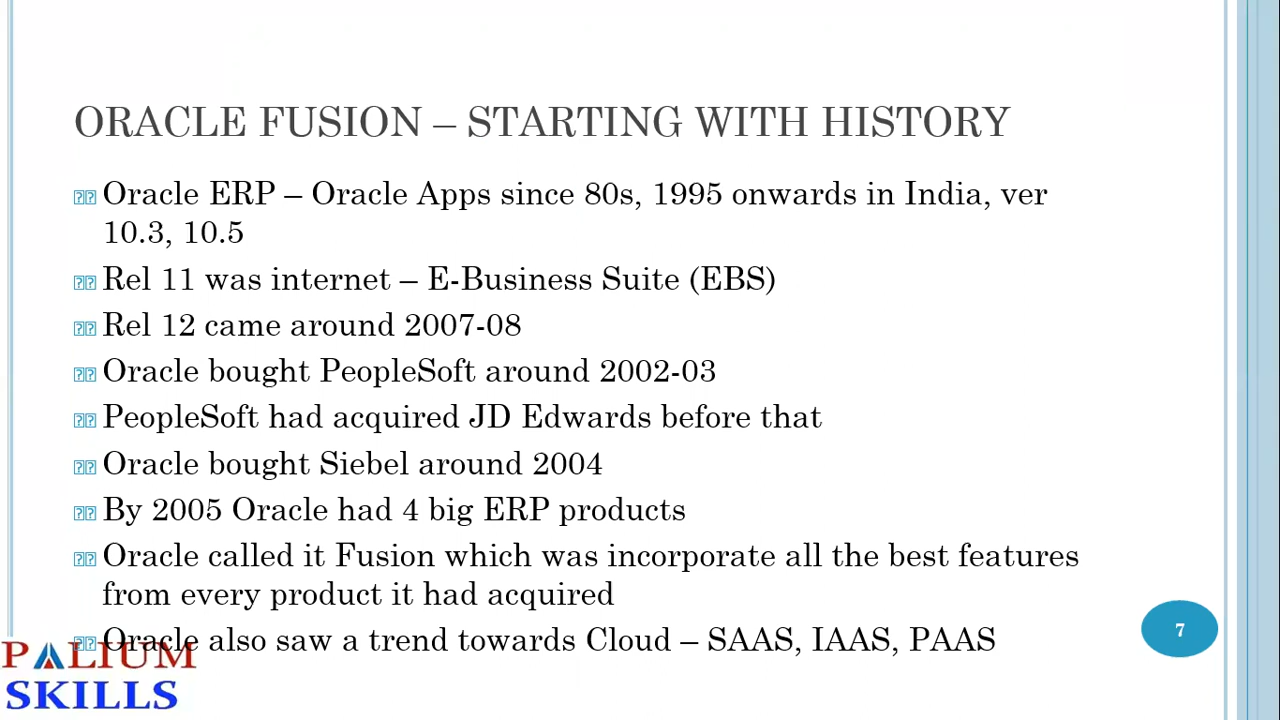 ORACLE FUSION – STARTING WITH HISTORY
Oracle ERP – Oracle Apps since 80s, 1995 onwards in India, ver
10.3, 10.5
Rel 11 was internet – E-Business Suite (EBS)
Rel 12 came around 2007-08
Oracle bought PeopleSoft around 2002-03
PeopleSoft had acquired JD Edwards before that
Oracle bought Siebel around 2004
By 2005 Oracle had 4 big ERP products
Oracle called it Fusion which was incorporate all the best features
from every product it had acquired
Oracle also saw a trend towards Cloud – SAAS, IAAS, PAAS
7
PALIUM
SKILLS